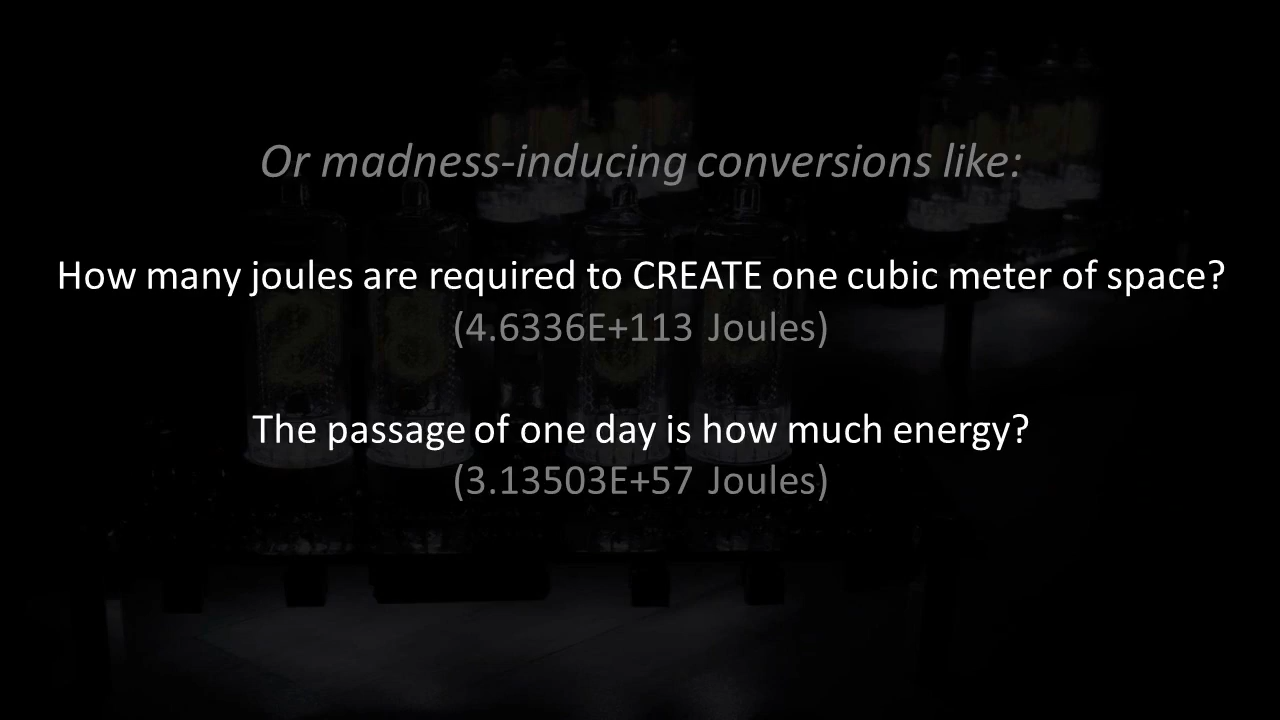 Or madness-inducing conversions like:
How many joules are required to CREATE one cubic meter of space?
(4.6336E+113 Joules)
The passage of one day is how much energy?
(3.13503E+57 Joules)